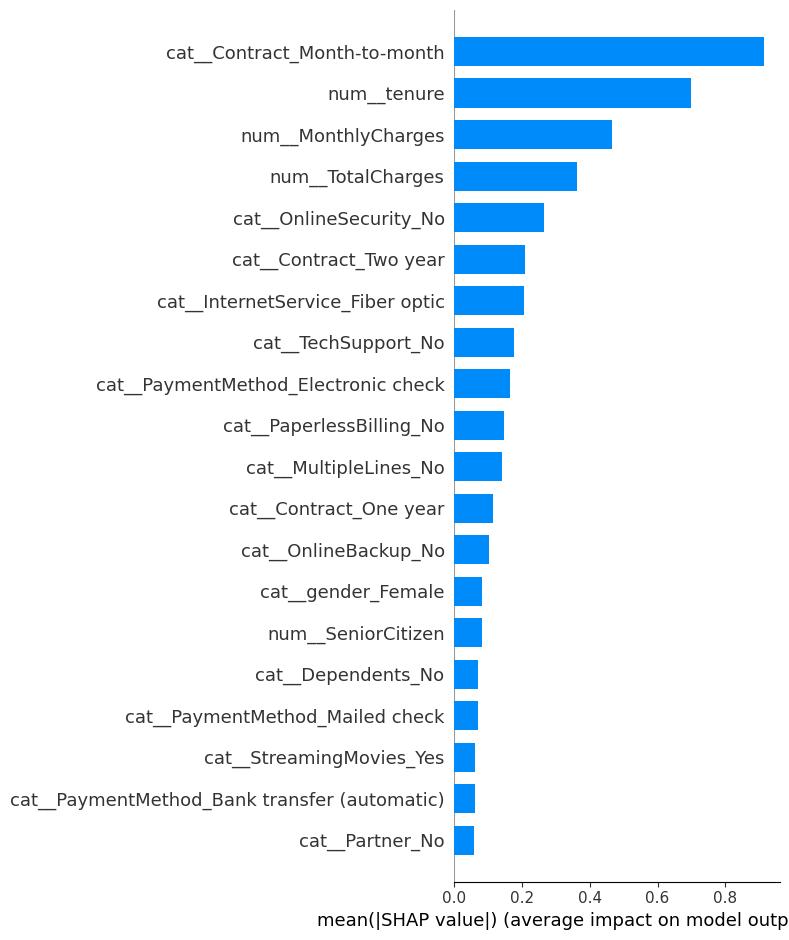 cat__Contract_Month-to-month
num__tenure
num__MonthlyCharges
num__TotalCharges
cat__OnlineSecurity_No
cat__Contract_Two year
cat__InternetService_Fiber optic
cat__TechSupport_No
cat__PaymentMethod_Electronic check
cat__PaperlessBilling_No
cat__MultipleLines_No
cat__Contract_One year
cat__OnlineBackup_No
cat__gender_Female
num__SeniorCitizen
cat__Dependents_No
cat__PaymentMethod_Mailed check
cat__StreamingMovies_Yes
cat__PaymentMethod_Bank transfer (automatic)
cat__Partner_No
0.0 0.2 0.4 0.6 0.8
mean(|SHAP value|) (average impact on model outp